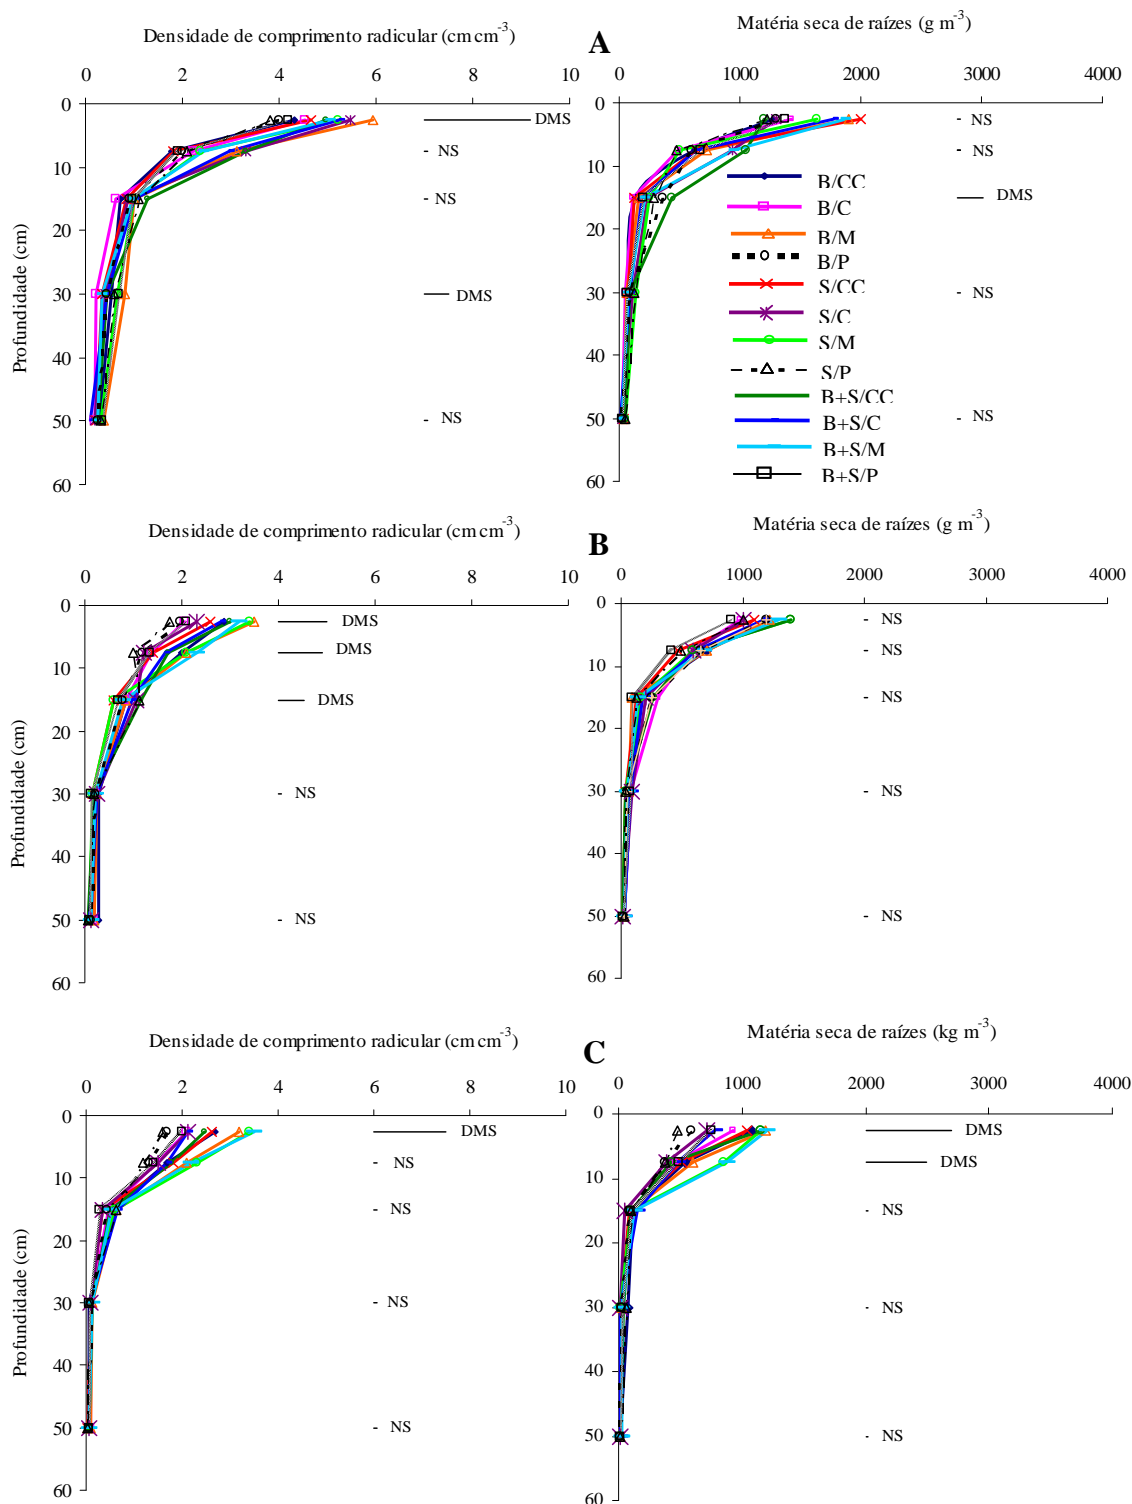 Densidade de comprimento radicular (cm cm-3)
A
Matéria seca de raízes (g m-3)
0 2 4 6 8 10
0 1000 2000 3000 4000
Profundidade (cm)
0
10
20
30
40
50
60
DMS
NS
NS
DMS
NS
0
10
20
30
40
50
60
NS
NS
DMS
NS
NS
B/CC
B/C
B/M
B/P
S/CC
S/C
S/M
S/P
B+S/CC
B+S/C
B+S/M
B+S/P
Densidade de comprimento radicular (cm cm-3)
B
Matéria seca de raízes (g m-3)
0 2 4 6 8 10
0 1000 2000 3000 4000
Profundidade (cm)
0
10
20
30
40
50
60
DMS
DMS
DMS
NS
NS
0
10
20
30
40
50
60
NS
NS
NS
NS
NS
Densidade de comprimento radicular (cm cm-3)
C
Matéria seca de raízes (kg m-3)
0 2 4 6 8 10
0 1000 2000 3000 4000
Profundidade (cm)
0
10
20
30
40
50
60
DMS
NS
NS
NS
NS
0
10
20
30
40
50
60
DMS
DMS
NS
NS
NS